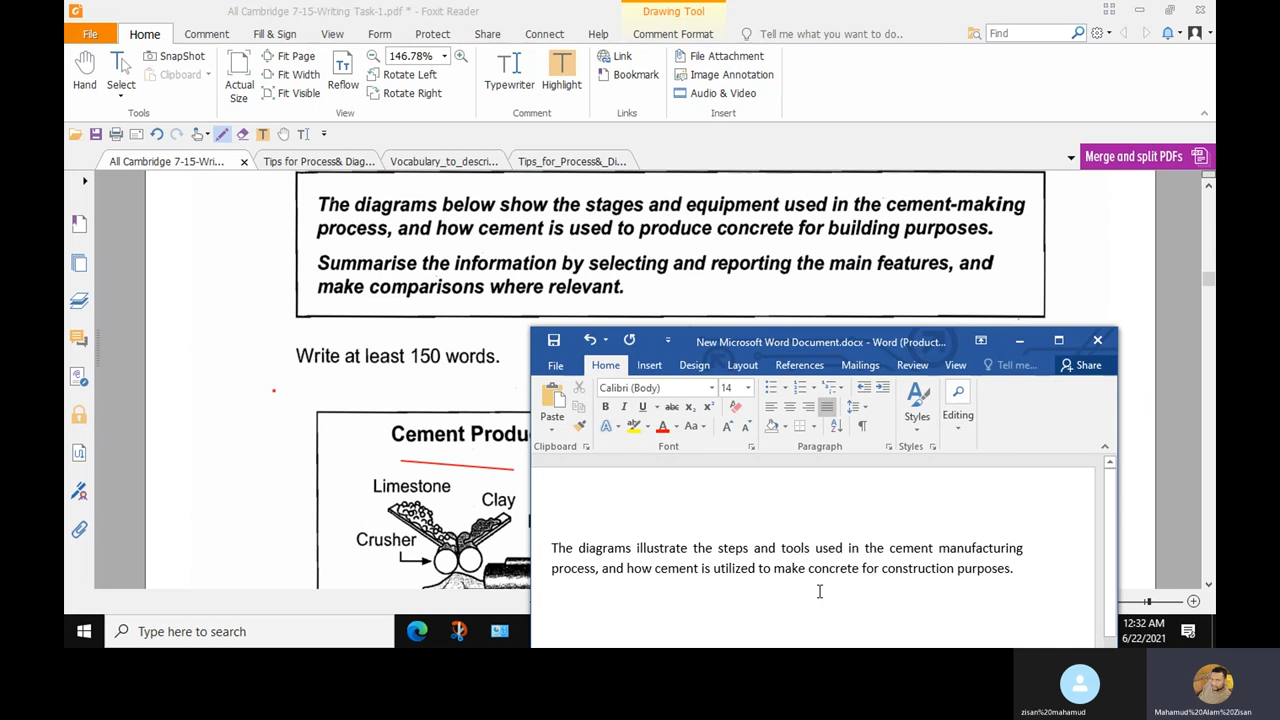 All Cambridge 7-15-Writing Task-1.pdf * - Foxit Reader
Drawing Tool
File
Home
Comment
Fill & Sign
View
Form
Protect
Share
Connect
Help
Comment Format
Tell me what you want to do..
Find
Hand
Select
SnapShot
Clipboard
Tools
Actual
Size
Fit Page
Fit Width
Fit Visible
Reflow
146.78%
Rotate Left
Rotate Right
View
Typewriter
Highlight
Comment
Link
Bookmark
Links
File Attachment
Image Annotation
Audio & Video
Insert
All Cambridge 7-15-Wri...
Tips for Process& Diag...
Vocabulary_to_descri...
Tips_for_Process&_Di...
Merge and split PDFs
The diagrams below show the stages and equipment used in the cement-making
process, and how cement is used to produce concrete for building purposes.
Summarise the information by selecting and reporting the main features, and
make comparisons where relevant.
Write at least 150 words.
Cement Produ
Limestone
Clay
Crusher
New Microsoft Word Document.docx - Word (Product...
File
Home
Insert
Design
Layout
References
Mailings
Review
View
Tell me...
Share
Paste
Clipboard
Calibri (Body)
14
B I U abc X₂ X²
Font
Paragraph
Styles
Styles
Editing
The diagrams illustrate the steps and tools used in the cement manufacturing
process, and how cement is utilized to make concrete for construction purposes.
Type here to search
12:32 AM
6/22/2021
zisan%20mahamud
Mahamud%20Alam%20Zisan